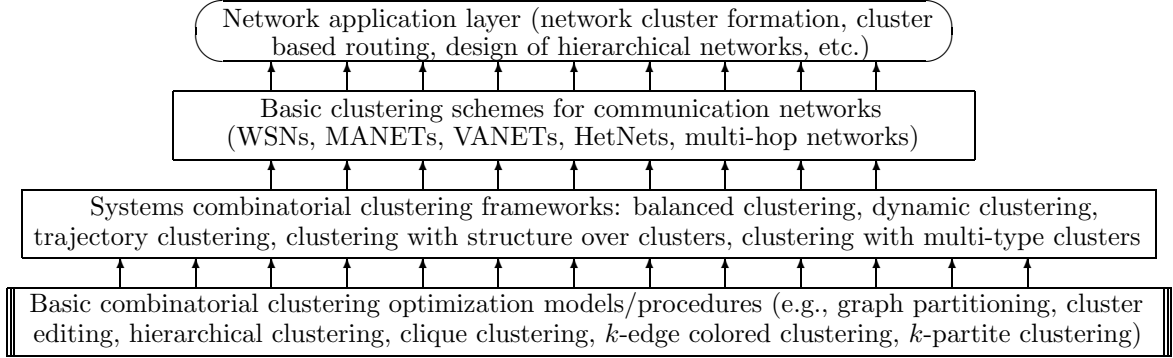 Network application layer (network cluster formation, cluster
based routing, design of hierarchical networks, etc.)
Basic clustering schemes for communication networks
(WSNs, MANETs, VANETs, HetNets, multi-hop networks)
Systems combinatorial clustering frameworks: balanced clustering, dynamic clustering,
trajectory clustering, clustering with structure over clusters, clustering with multi-type clusters
Basic combinatorial clustering optimization models/procedures (e.g., graph partitioning, cluster
editing, hierarchical clustering, clique clustering, k-edge colored clustering, k-partite clustering)